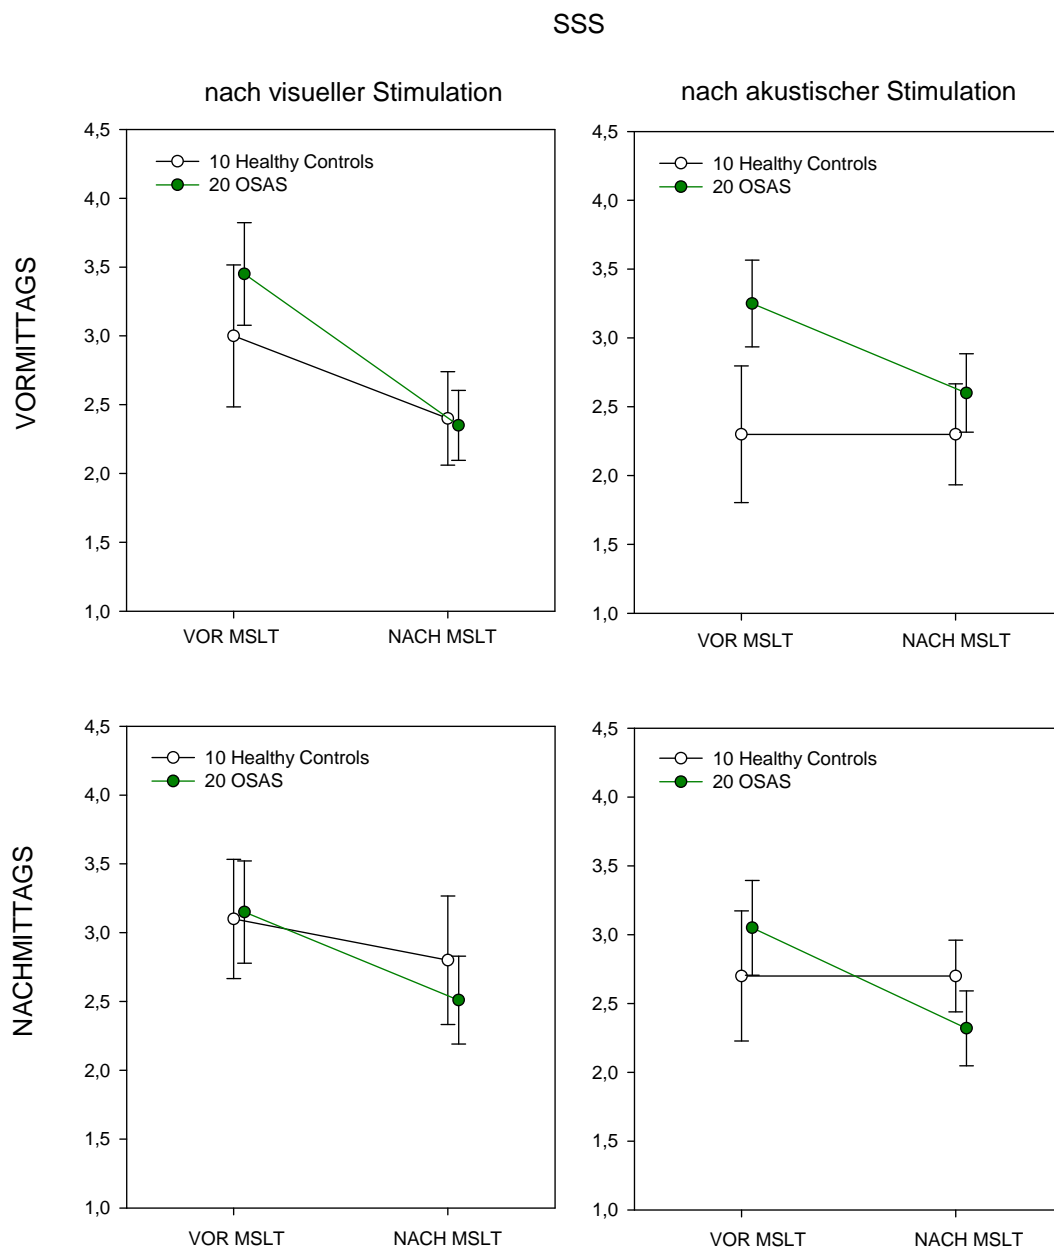 SSS
nach visueller Stimulation
nach akustischer Stimulation
VORMITTAGS
4,5
4,0
3,5
3,0
2,5
2,0
1,5
1,0
10 Healthy Controls
20 OSAS
VOR MSLT
NACH MSLT
4,5
4,0
3,5
3,0
2,5
2,0
1,5
1,0
10 Healthy Controls
20 OSAS
VOR MSLT
NACH MSLT
NACHMITTAGS
4,5
4,0
3,5
3,0
2,5
2,0
1,5
1,0
10 Healthy Controls
20 OSAS
VOR MSLT
NACH MSLT
4,5
4,0
3,5
3,0
2,5
2,0
1,5
1,0
10 Healthy Controls
20 OSAS
VOR MSLT
NACH MSLT